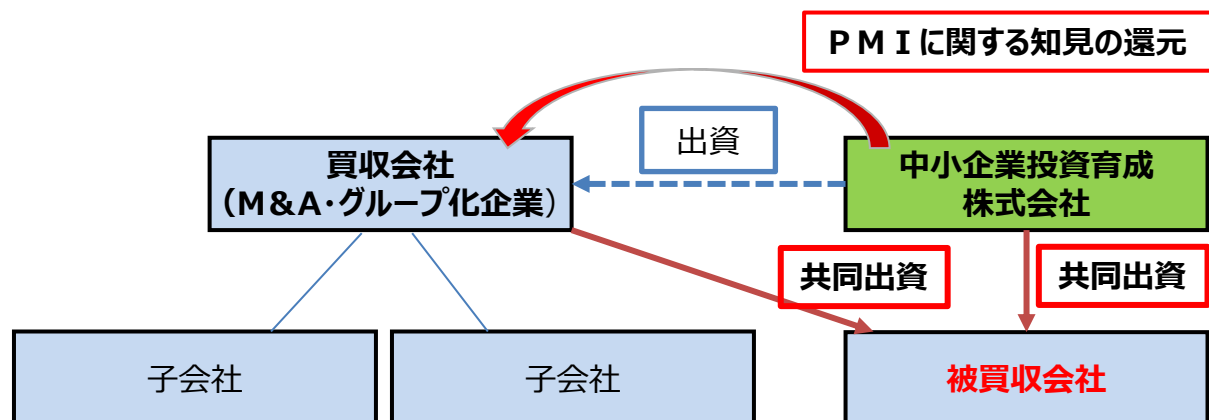 ＰＭＩに関する知見の還元
出資
買収会社
（Ｍ＆Ａ・グループ化企業）
中小企業投資育成
株式会社
共同出資
共同出資
子会社
子会社
被買収会社